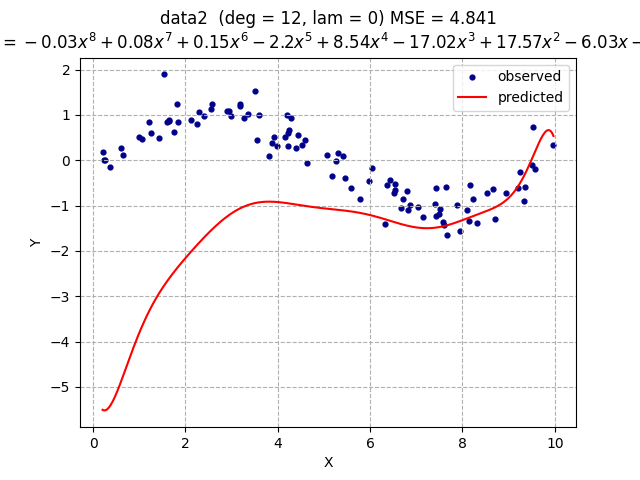 data2 (deg = 12, lam = 0) MSE = 4.841
= −0.03x⁸ + 0.08x⁷ + 0.15x⁶ − 2.2x⁵ + 8.54x⁴ − 17.02x³ + 17.57x² − 6.03x −
observed
predicted
2
1
0
−1
−2
−3
−4
−5
Y
0 2 4 6 8 10
X